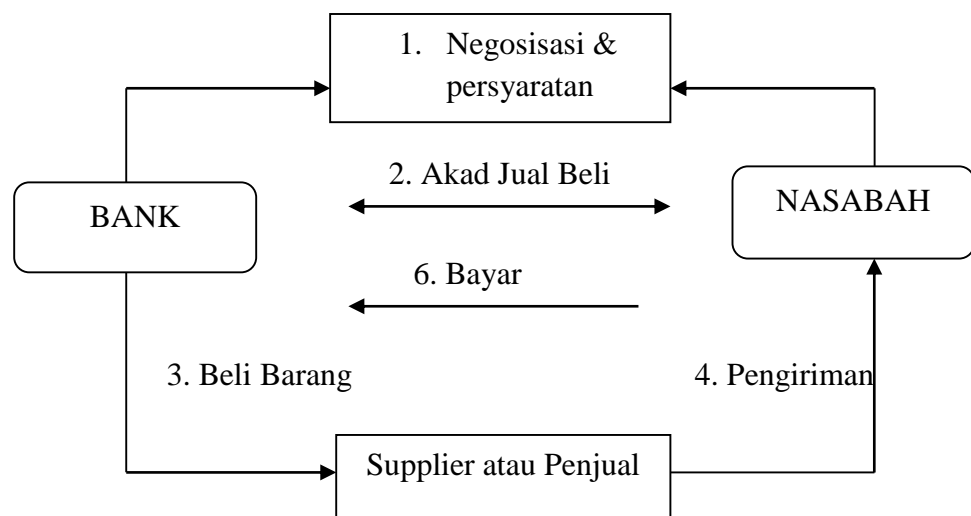 1. Negosisasi &
persyaratan
2. Akad Jual Beli
BANK
NASABAH
6. Bayar
3. Beli Barang
4. Pengiriman
Supplier atau Penjual